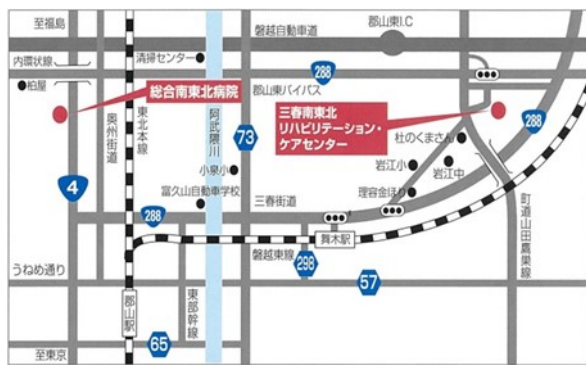 至福島
磐越自動車道
郡山東I.C
内環状線
清掃センター
288
柏屋
総合南東北病院
郡山東バイパス
三春南東北
リハビリテーション・
ケアセンター
288
奥州街道
東北本線
阿武隈川
73
杜のくまさん
小泉小
岩江小
岩江中
4
富久山自動車学校
三春街道
理容金ほり
288
舞木駅
町道山田鷹巣線
磐越東線
298
うねめ通り
57
郡山駅
東部幹線
65
至東京